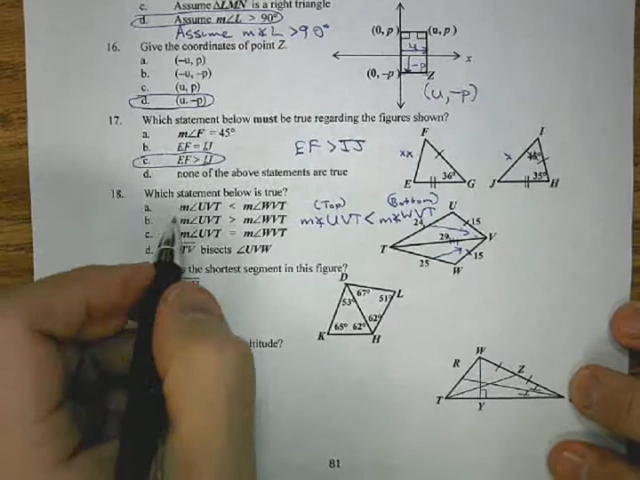 c. Assume △LMN is a right triangle
d. Assume m∠L > 90°
Assume m∡L > 90°
16. Give the coordinates of point Z.
a. (–u, p)
b. (–u, –p)
c. (u, p)
d. (u, –p)
(0, p)
(u, p)
u
x
–p
(0, –p)
Z
(u, –p)
17. Which statement below must be true regarding the figures shown?
a. m∠F = 45°
b. EF = IJ
c. EF > IJ
d. none of the above statements are true
EF > IJ
F
xx
E
36°
G
I
x
J
35°
H
18. Which statement below is true?
a. m∠UVT < m∠WVT
b. m∠UVT > m∠WVT
c. m∠UVT = m∠WVT
d. TV bisects ∠UVW
(Top) (Bottom)
m∡UVT < m∡WVT
U
24
15
T
29
V
25
15
W
the shortest segment in this figure?
D
67°
51°
L
53°
62°
65°
62°
K
H
titude?
W
R
Z
T
Y
81